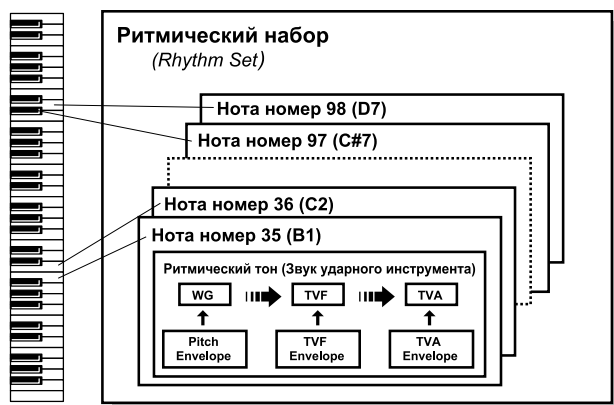 Ритмический набор
(Rhythm Set)
Нота номер 98 (D7)
Нота номер 97 (C#7)
Нота номер 36 (C2)
Нота номер 35 (B1)
Ритмический тон (Звук ударного инструмента)
WG
TVF
TVA
Pitch
Envelope
TVF
Envelope
TVA
Envelope